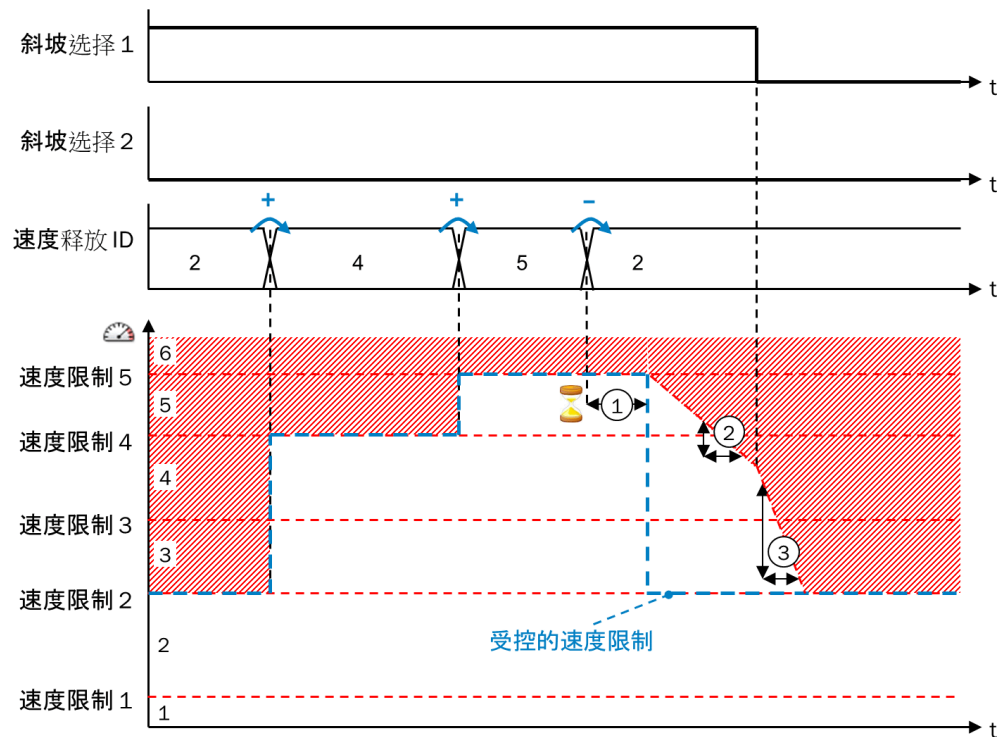 斜坡选择 1
t
斜坡选择 2
t
+ + −
速度释放 ID
2 4 5 2
t
6
速度限制 5
5
1
速度限制 4
2
4
速度限制 3
3
3
速度限制 2
受控的速度限制
2
速度限制 1
1
t